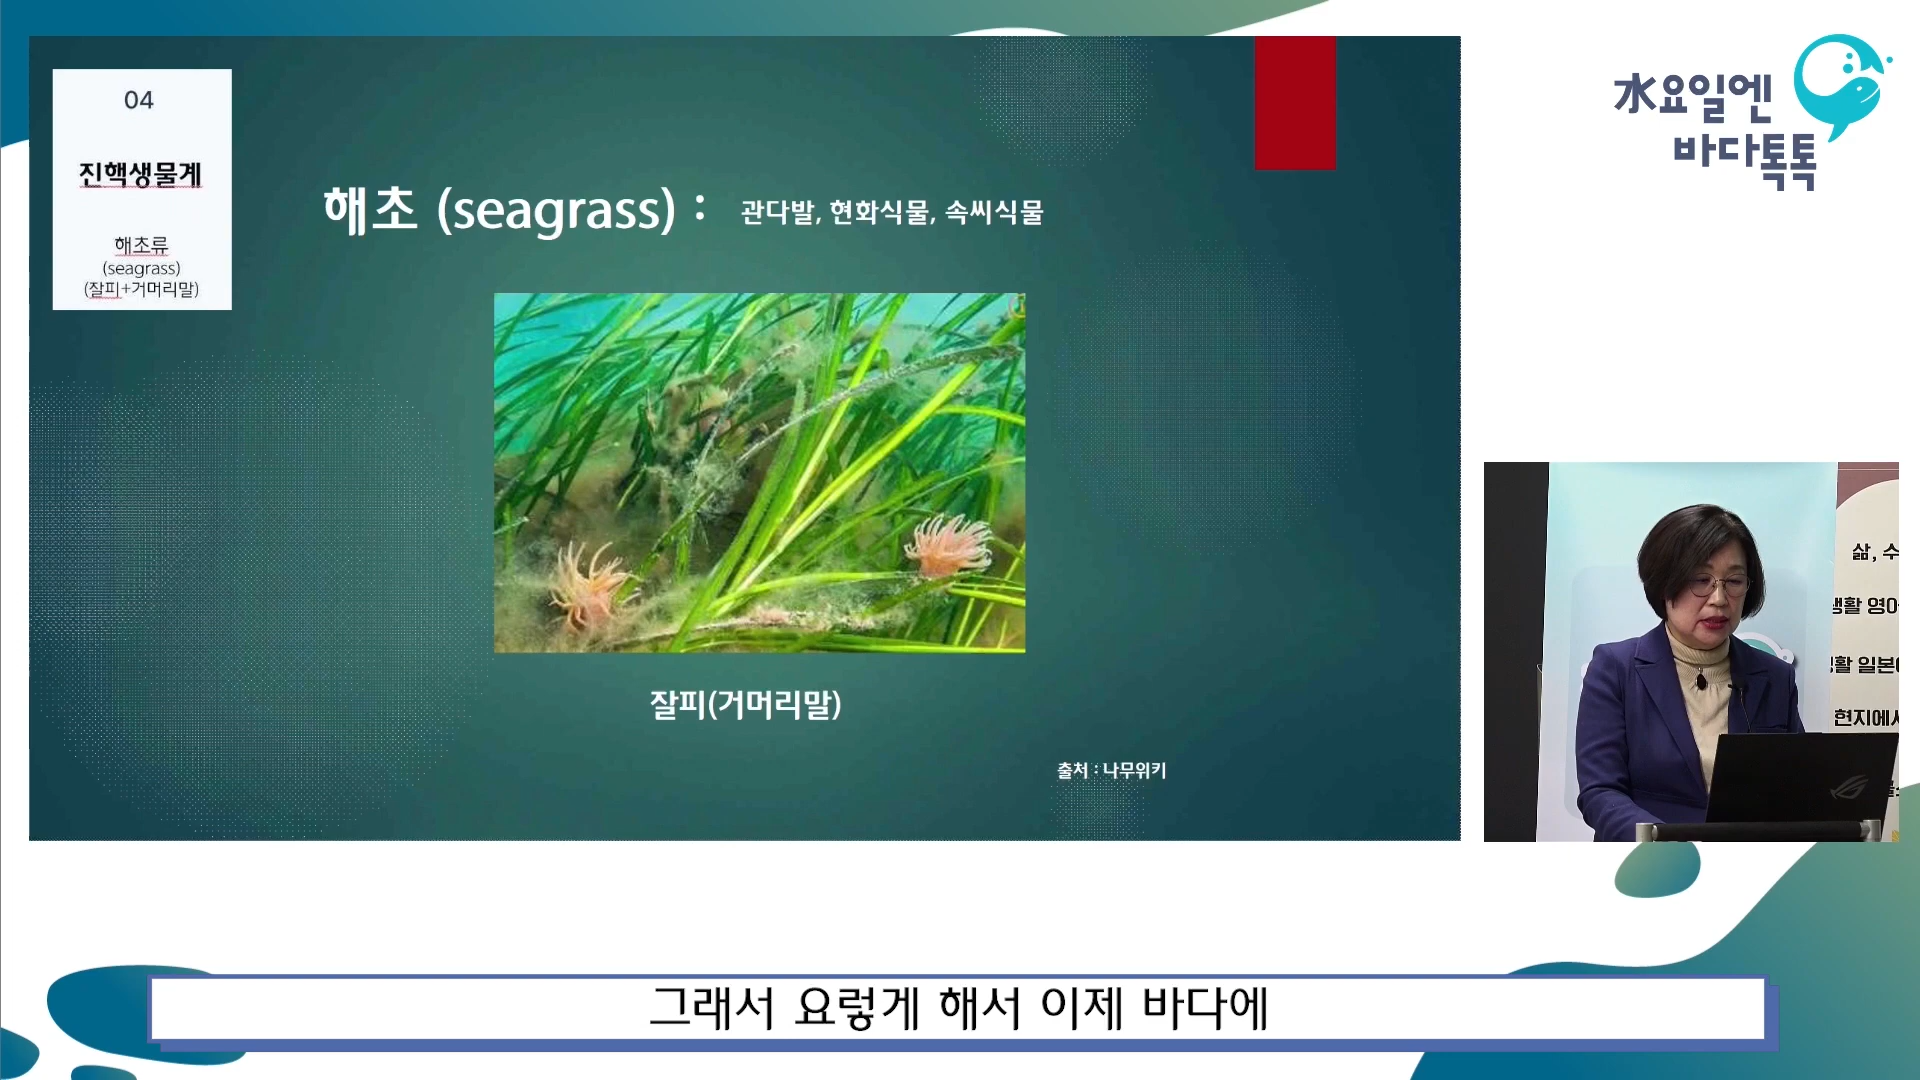 04
진핵생물계
해초류
(seagrass)
(잘피+거머리말)
해초 (seagrass) : 관다발, 현화식물, 속씨식물
잘피(거머리말)
출처 : 나무위키
水요일엔
바다톡톡
삶, 수
생활 영어
활 일본
현지에서
그래서 요렇게 해서 이제 바다에